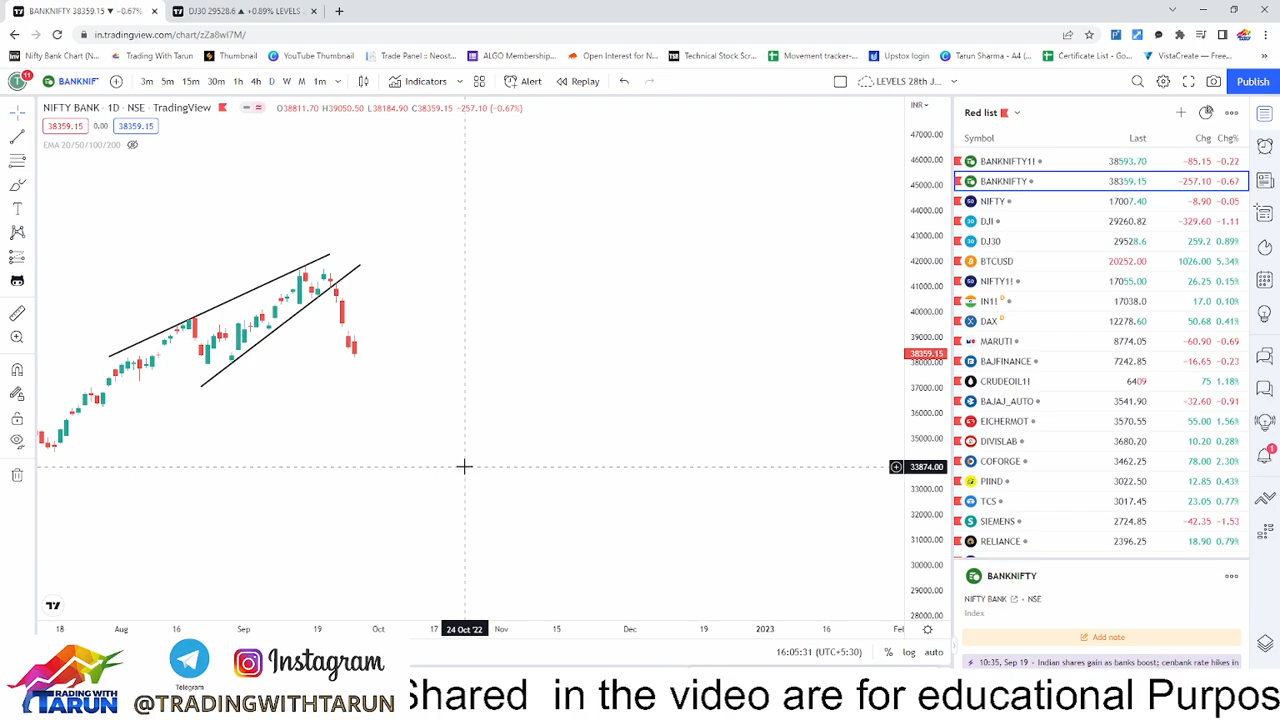 BANKNIFTY 38359.15 ▼ −0.67%
DJ30 29528.6 ▲ +0.89% LEVELS 2
in.tradingview.com/chart/zZa8wI7M/
Nifty Bank Chart (N...
Trading With Tarun
Thumbnail
YouTube Thumbnail
Trade Panel :: Neost...
ALGO Membership...
Open Interest for N...
Technical Stock Scr...
Movement tracker-...
Upstox login
Tarun Sharma - A4 (...
Certificate List - Go...
VistaCreate — Free...
11
BANKNIF
3m 5m 15m 30m 1h 4h D W M 1m
Indicators
Alert
Replay
LEVELS 28th J...
Publish
NIFTY BANK · 1D · NSE · TradingView
O38811.70 H39050.50 L38184.90 C38359.15 −257.10 (−0.67%)
38359.15 0.00 38359.15
EMA 20/50/100/200
INR
47000.00
46000.00
45000.00
44000.00
43000.00
42000.00
41000.00
40000.00
39000.00
38359.15
38000.00
37000.00
36000.00
35000.00
33874.00
33000.00
32000.00
31000.00
30000.00
29000.00
28000.00
18 Aug 16 Sep 19 Oct 17 24 Oct '22 Nov 15 Dec 19 2023 16 Fel
16:05:31 (UTC+5:30) % log auto
Red list
Symbol Last Chg Chg%
BANKNIFTY1! 38593.70 −85.15 −0.22
BANKNIFTY 38359.15 −257.10 −0.67
NIFTY 17007.40 −8.90 −0.05
DJI 29260.82 −329.60 −1.11
DJ30 29528.6 259.2 0.89%
BTCUSD 20252.00 1026.00 5.34%
NIFTY1! 17055.00 26.25 0.15%
IN1! D 17038.0 17.0 0.10%
DAX D 12278.60 50.68 0.41%
MARUTI 8774.05 −60.90 −0.69
BAJFINANCE 7242.85 −16.65 −0.23
CRUDEOIL1! 6409 75 1.18%
BAJAJ_AUTO 3541.90 −32.60 −0.91
EICHERMOT 3570.55 55.00 1.56%
DIVISLAB 3680.20 10.20 0.28%
COFORGE 3462.25 78.00 2.30%
PIIND 3022.50 12.85 0.43%
TCS 3017.45 23.05 0.77%
SIEMENS 2724.85 −42.35 −1.53
RELIANCE 2396.25 18.90 0.79%
BANKNIFTY
NIFTY BANK · NSE
Index
Add note
10:35, Sep 19 · Indian shares gain as banks boost; cenbank rate hikes in
1
TRADING WITH
TARUN
Telegram
Instagram
@TRADINGWITHTARUN
Shared in the video are for educational Purpos